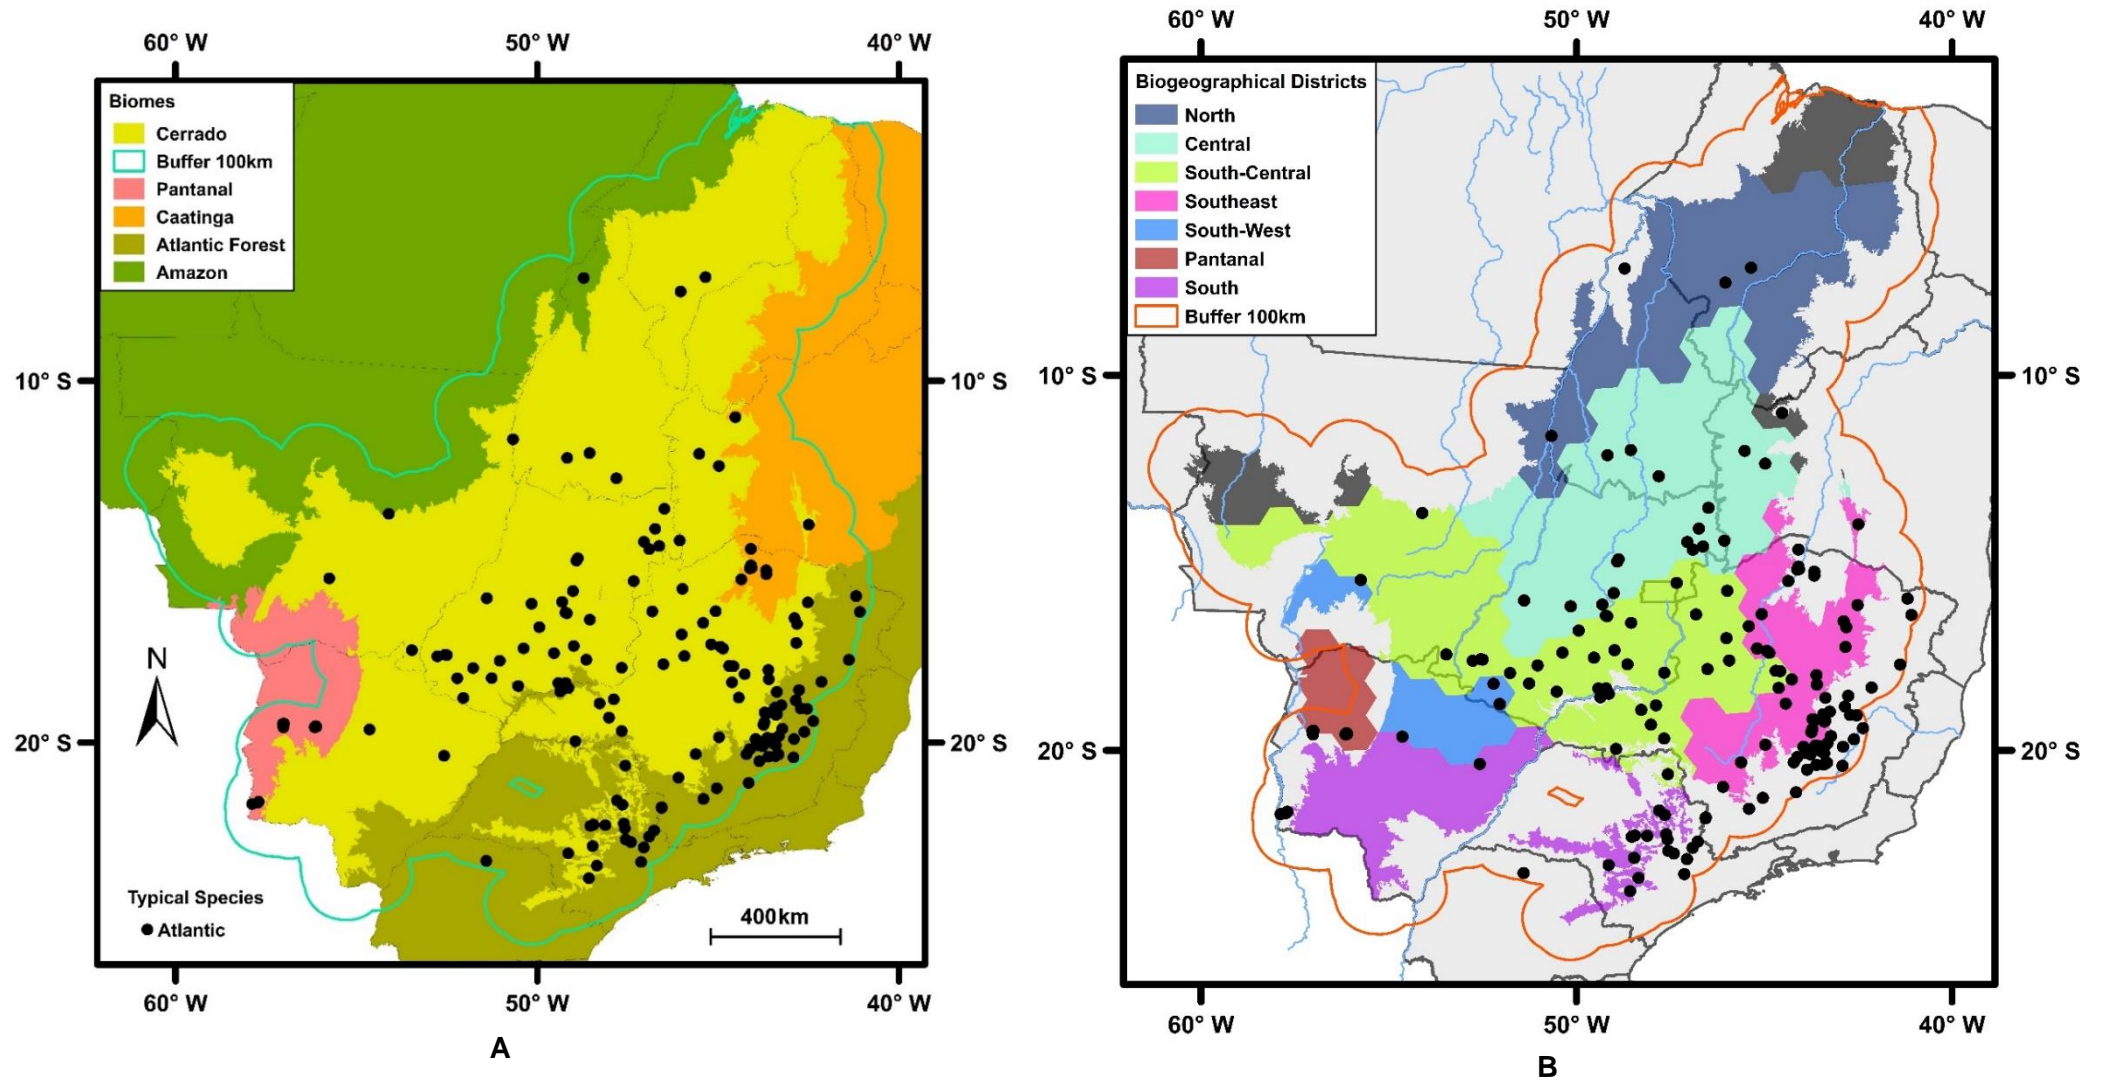 60° W
50° W
40° W
Biomes
Cerrado
Buffer 100km
Pantanal
Caatinga
Atlantic Forest
Amazon
10° S
10° S
20° S
20° S
N
Typical Species
Atlantic
400km
60° W
50° W
40° W
A
60° W
50° W
40° W
Biogeographical Districts
North
Central
South-Central
Southeast
South-West
Pantanal
South
Buffer 100km
10° S
10° S
20° S
20° S
60° W
50° W
40° W
B